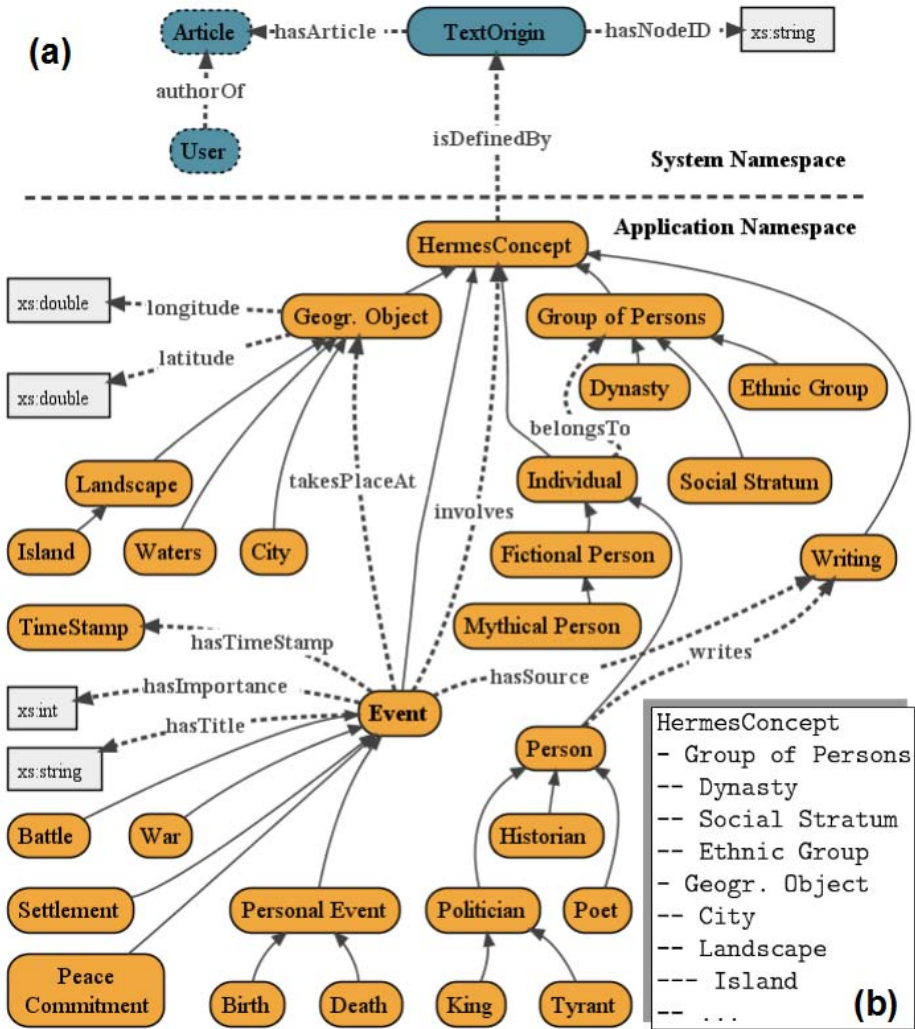 (a)
Article
hasArticle
TextOrigin
hasNodeID
xs:string
authorOf
User
isDefinedBy
System Namespace
Application Namespace
HermesConcept
xs:double
longitude
Geogr. Object
Group of Persons
latitude
xs:double
Dynasty
Ethnic Group
belongsTo
Landscape
takesPlaceAt
Individual
Social Stratum
involves
Island
Waters
City
Fictional Person
Writing
TimeStamp
hasTimeStamp
Mythical Person
writes
hasSource
xs:int
hasImportance
Event
hasTitle
xs:string
Person
Battle
War
Historian
Settlement
Personal Event
Politician
Poet
Peace
Commitment
Birth
Death
King
Tyrant
HermesConcept
- Group of Persons
-- Dynasty
-- Social Stratum
-- Ethnic Group
- Geogr. Object
-- City
-- Landscape
--- Island
-- ...
(b)